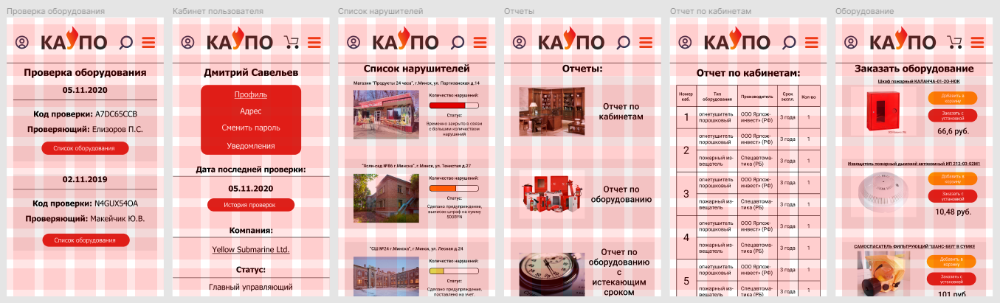 Проверка оборудования
КАУПО
Проверка оборудования
05.11.2020
Код проверки: A7DC65CCB
Проверяющий: Елизоров П.С.
Список оборудования
02.11.2019
Код проверки: N4GUX54OA
Проверяющий: Макейчик Ю.В.
Список оборудования
Кабинет пользователя
КАУПО
Дмитрий Савельев
Профиль
Адрес
Сменить пароль
Уведомления
Дата последней проверки:
05.11.2020
История проверок
Компания:
Yellow Submarine Ltd.
Статус:
Главный управляющий
Список нарушителей
КАУПО
Список нарушителей
Магазин "Продукты 24 часа", г.Минск, ул. Партизанская д.14
Количество нарушений:
Статус:
Временно закрыто в связи
с большим количеством
нарушений
"Ясли-сад №86 г.Минска", г.Минск, ул. Тенистая д.27
Количество нарушений:
Статус:
Сделано предупреждение,
выписан штраф на сумму
500BYN
"СШ №24 г.Минска", г.Минск, ул. Лесная д.24
Количество нарушений:
Статус:
Сделано предупреждение,
поставлено на учет.
Отчеты
КАУПО
Отчеты:
Отчет по
кабинетам
Отчет по
оборудованию
Отчет по
оборудованию
с
истекающим
сроком
Отчет по кабинетам
КАУПО
Отчет по кабинетам:
Номер каб. Тип оборудования Производитель Срок экспл. Кол-во
1 огнетушитель порошковый ООО Ярпож-инвест« (РФ) 3 года 1
2 огнетушитель порошковый ООО Ярпож-инвест« (РФ) 3 года 1
пожарный из-вещатель Спецавтома-тика (РБ) 3 года 1
3 огнетушитель порошковый ООО Ярпож-инвест« (РФ) 3 года 1
пожарный из-вещатель Спецавтома-тика (РБ) 3 года 1
4 огнетушитель порошковый ООО Ярпож-инвест« (РФ) 3 года 1
пожарный из-вещатель Спецавтома-тика (РБ) 3 года 1
5 огнетушитель порошковый ООО Ярпож-инвест« (РФ) 3 года 1
пожарный из-вещатель Спецавтома-тика (РБ) 3 года 1
Оборудование
КАУПО
Заказать оборудование
Шкаф пожарный КАЛАНЧА-01-2О-НОК
Добавить в
корзину
Заказать с
установкой
66,6 руб.
Извещатель пожарный дымовой автономный ИП 212-03-02М1
Добавить в
корзину
Заказать с
установкой
10,48 руб.
САМОСПАСАТЕЛЬ ФИЛЬТРУЮЩИЙ "ШАНС-БЕЛ" В СУМКЕ
Добавить в
корзину
Заказать с
установкой
101 руб.